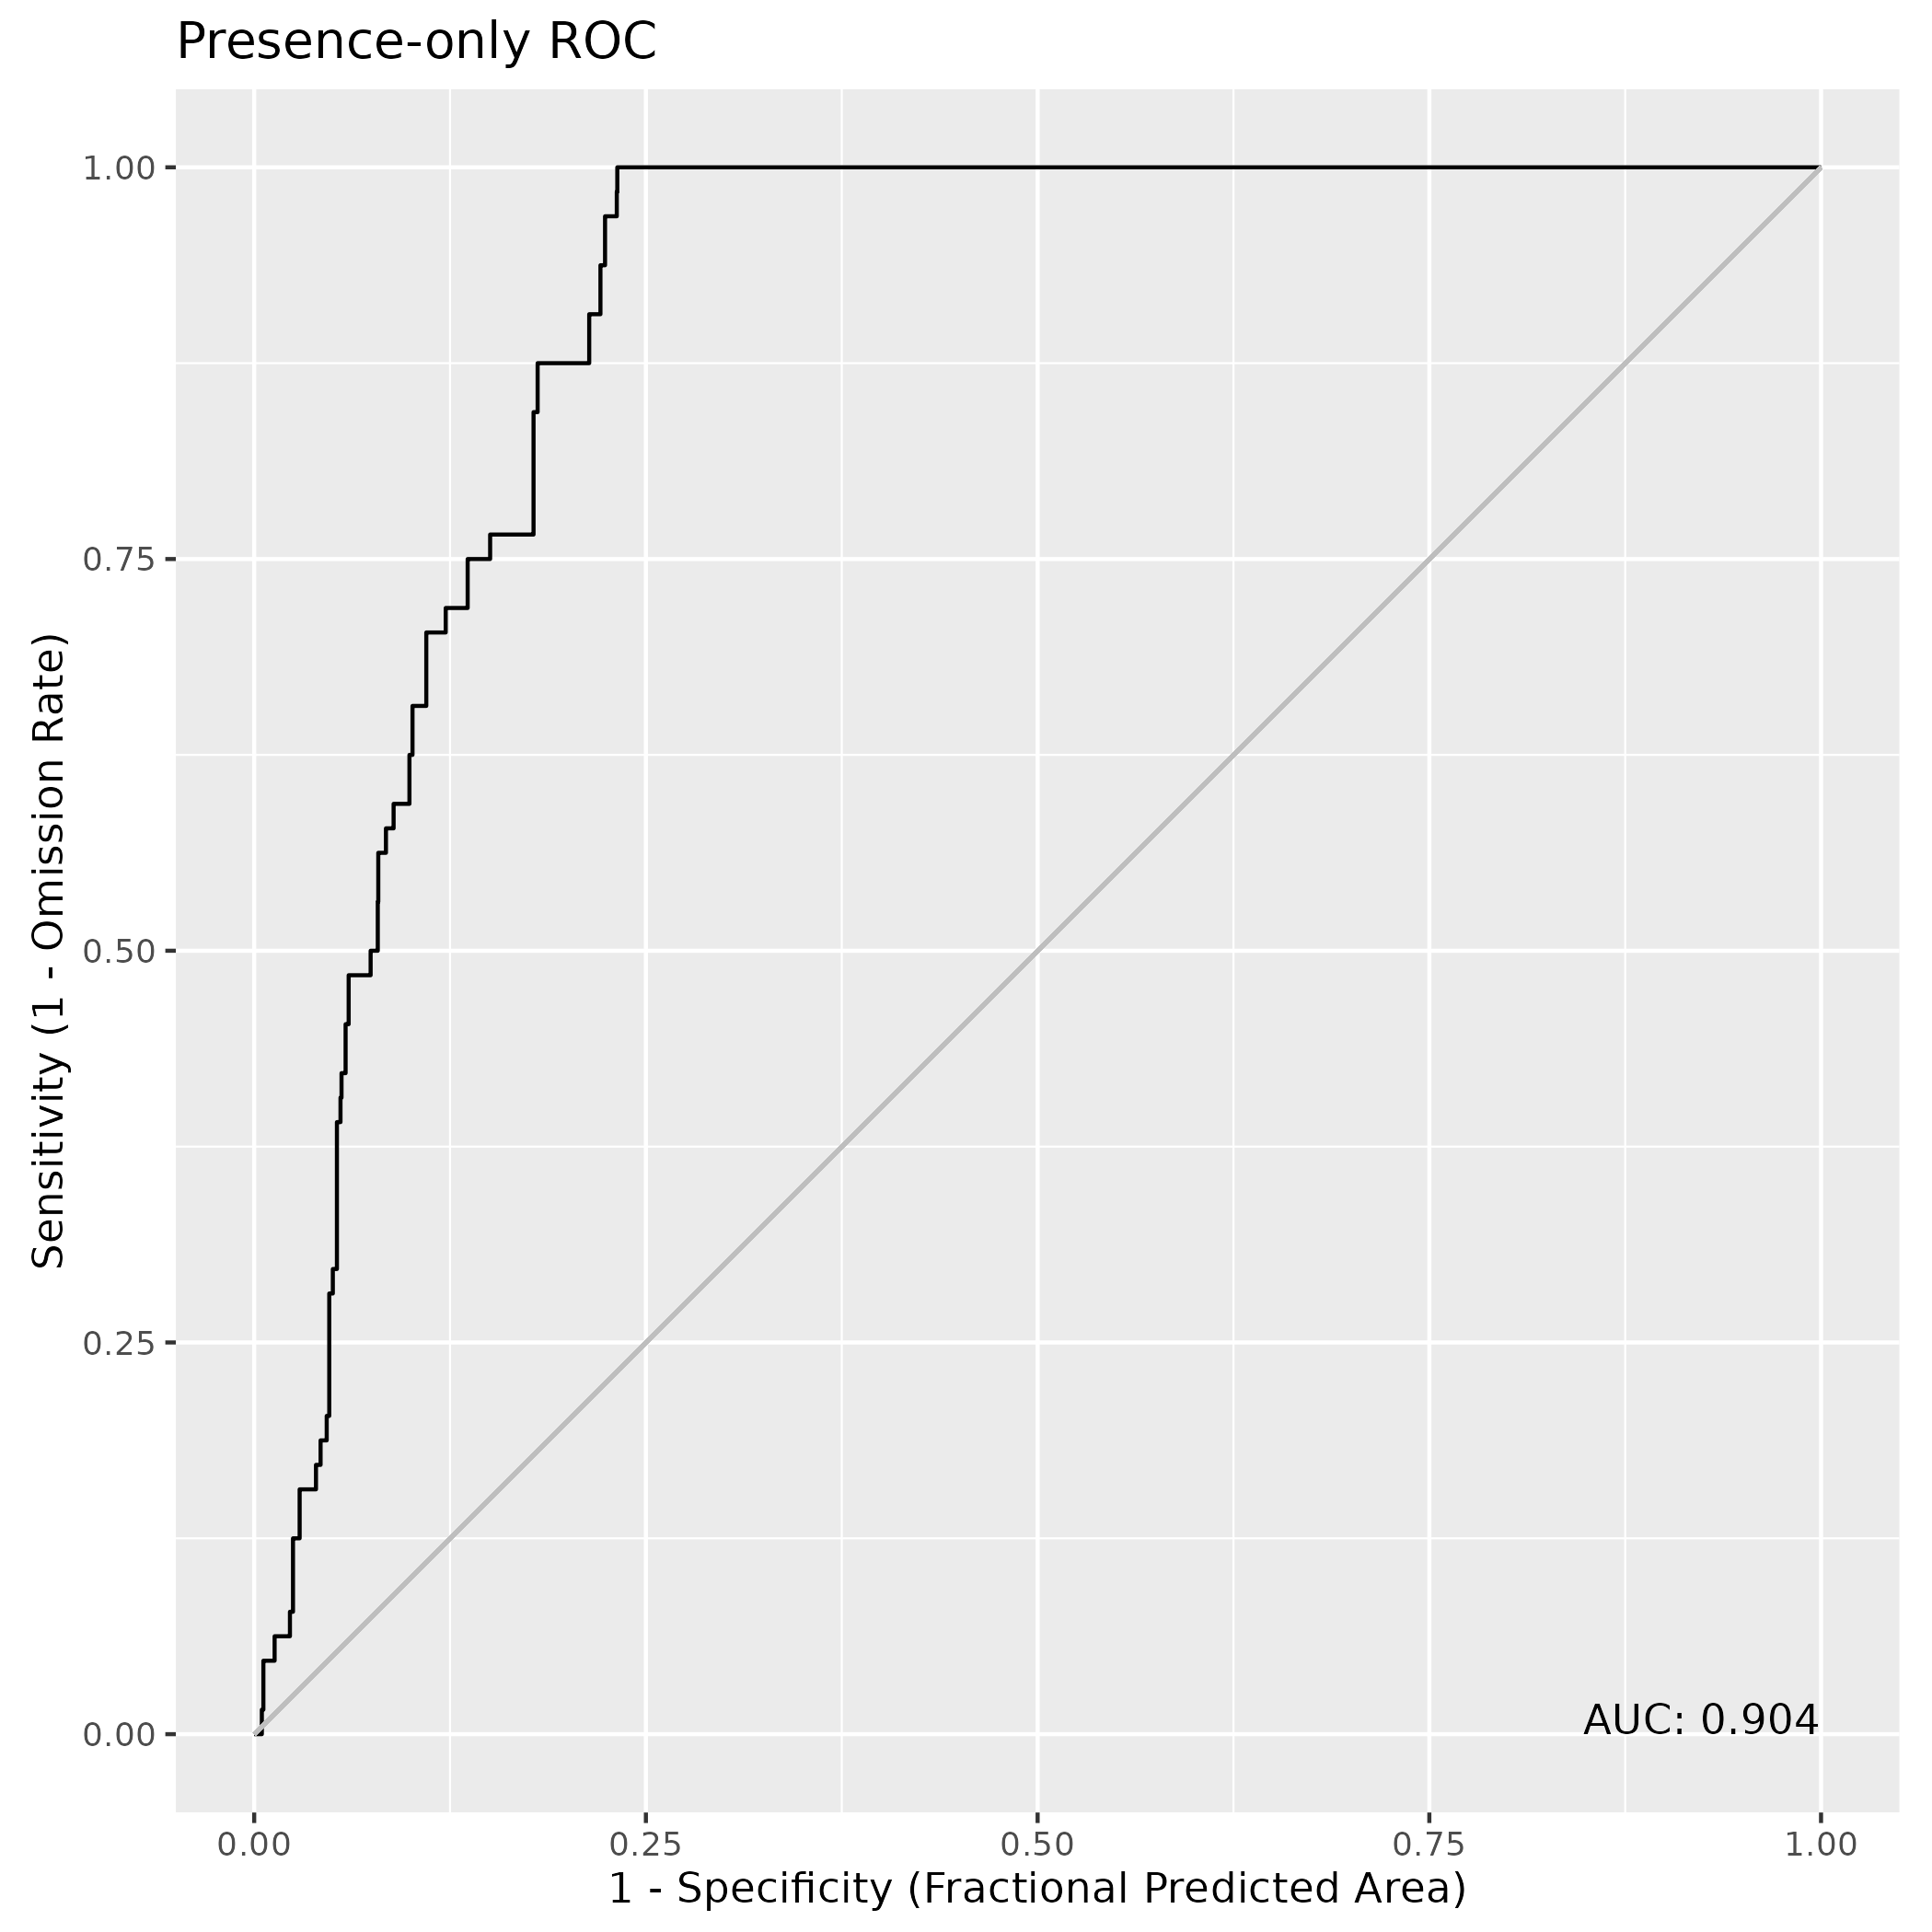 Presence-only ROC
1.00
0.75
0.50
0.25
0.00
Sensitivity (1 - Omission Rate)
AUC: 0.904
0.00 0.25 0.50 0.75 1.00
1 - Specificity (Fractional Predicted Area)